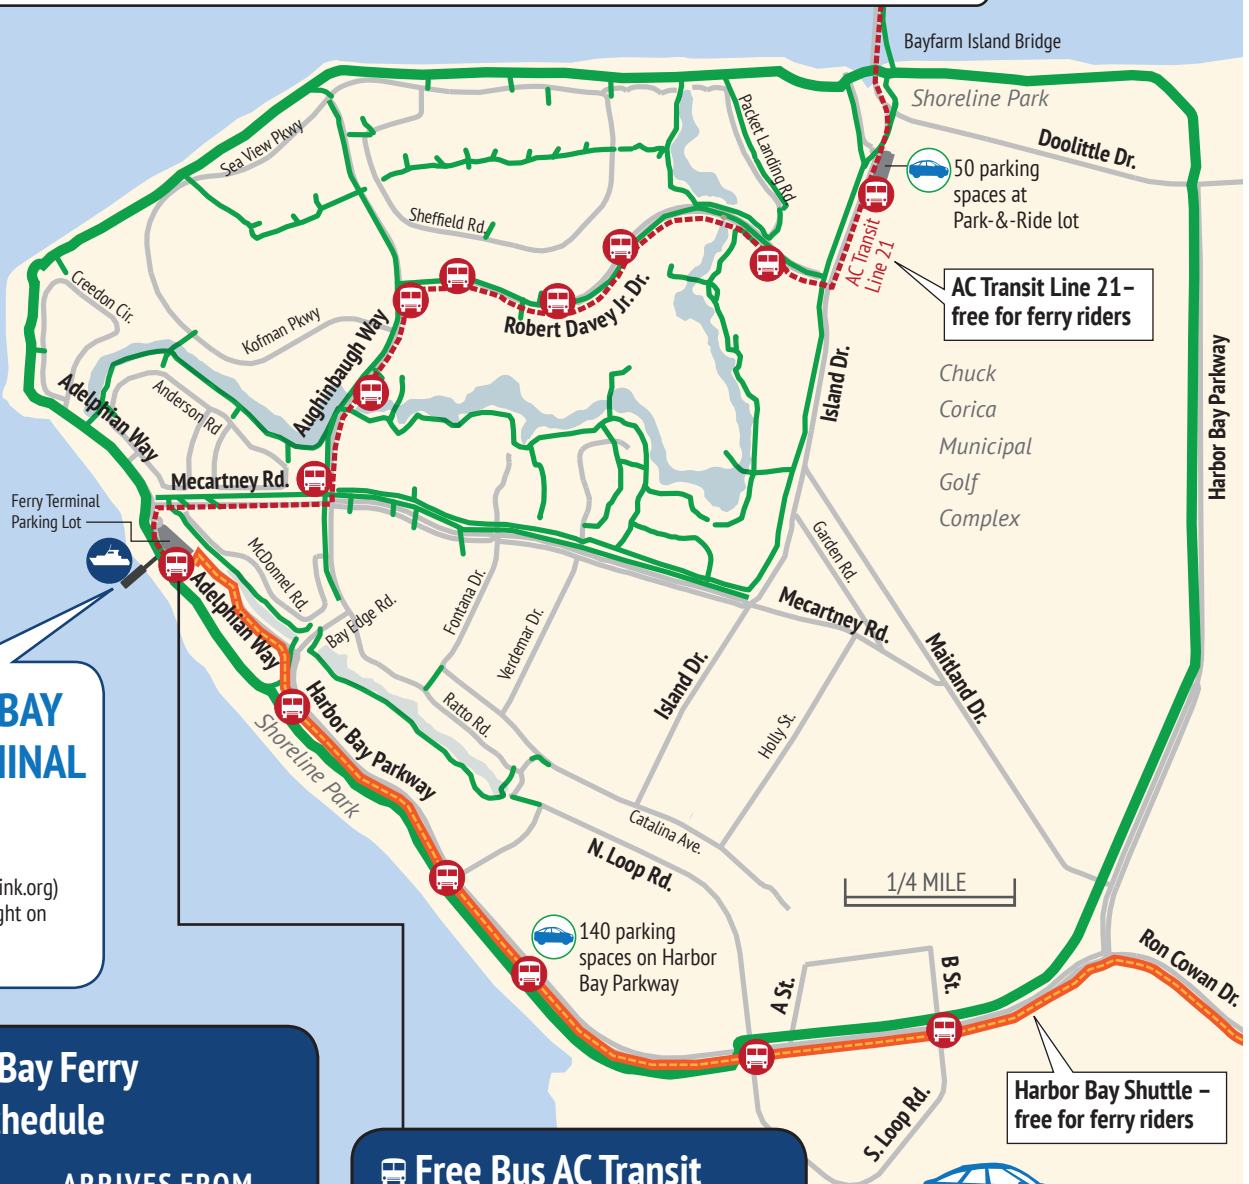 Bayfarm Island Bridge
Shoreline Park
Doolittle Dr.
Packet Landing Rd.
Sea View Pkwy
50 parking
spaces at
Park-&-Ride lot
Sheffield Rd.
AC Transit
Line 21
AC Transit Line 21–
free for ferry riders
Creedon Cir.
Kofman Pkwy
Robert Davey Jr. Dr.
Aughinbaugh Way
Island Dr.
Harbor Bay Parkway
Chuck
Corica
Municipal
Golf
Complex
Adelphian Way
Anderson Rd
Mecartney Rd.
Ferry Terminal
Parking Lot
McDonnel Rd.
Garden Rd.
Adelphian Way
Bay Edge Rd.
Fontana Dr.
Verdemar Dr.
Mecartney Rd.
Maitland Dr.
Island Dr.
BAY
MINAL
Harbor Bay Parkway
Ratto Rd.
Holly St.
Shoreline Park
Catalina Ave.
N. Loop Rd.
ink.org)
ght on
1/4 MILE
140 parking
spaces on Harbor
Bay Parkway
A St.
B St.
Ron Cowan Dr.
Bay Ferry
chedule
ARRIVES FROM
Harbor Bay Shuttle –
free for ferry riders
S. Loop Rd.
Free Bus AC Transit